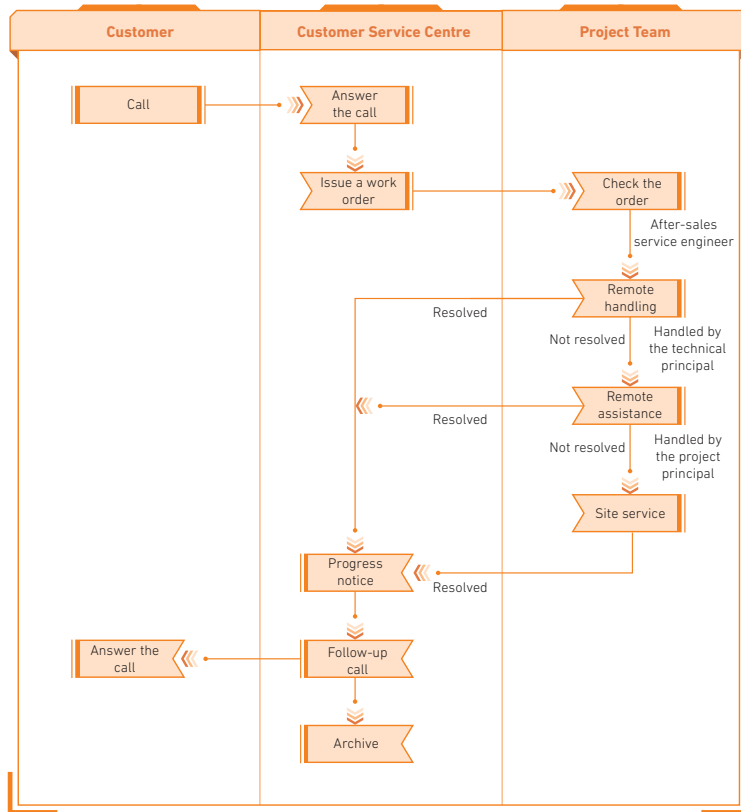 Customer
Customer Service Centre
Project Team
Call
Answer
the call
Issue a work
order
Check the
order
After-sales
service engineer
Remote
handling
Resolved
Not resolved
Handled by
the technical
principal
Remote
assistance
Resolved
Not resolved
Handled by
the project
principal
Site service
Progress
notice
Resolved
Answer the
call
Follow-up
call
Archive